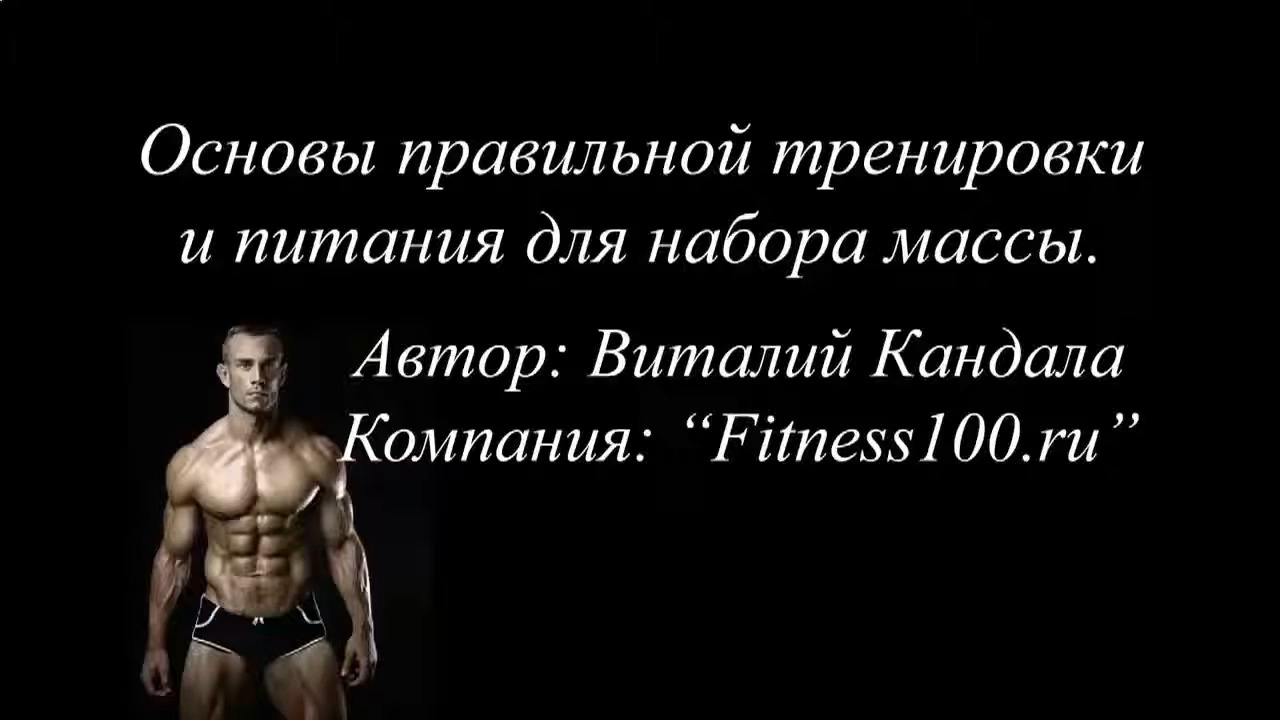 Основы правильной тренировки
и питания для набора массы.
Автор: Виталий Кандала
Компания: “Fitness100.ru”